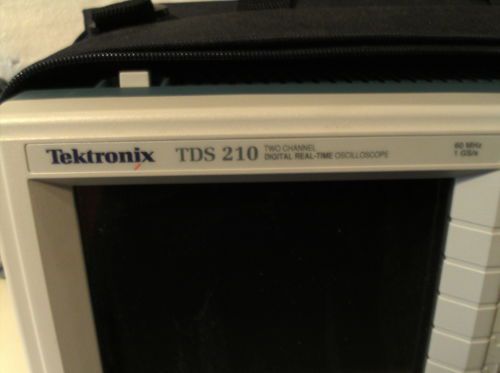 Tektronix TDS 210
TWO CHANNEL
DIGITAL REAL-TIME OSCILLOSCOPE
60 MHz
1 GS/s